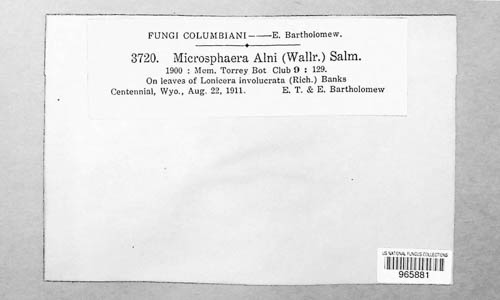 FUNGI COLUMBIANI——E. Bartholomew.
3720. Microsphaera Alni (Wallr.) Salm.
1900 : Mem. Torrey Bot Club 9 : 129.
On leaves of Lonicera involucrata (Rich.) Banks
Centennial, Wyo., Aug. 22, 1911. E. T. & E. Bartholomew
US NATIONAL FUNGUS COLLECTIONS
965881